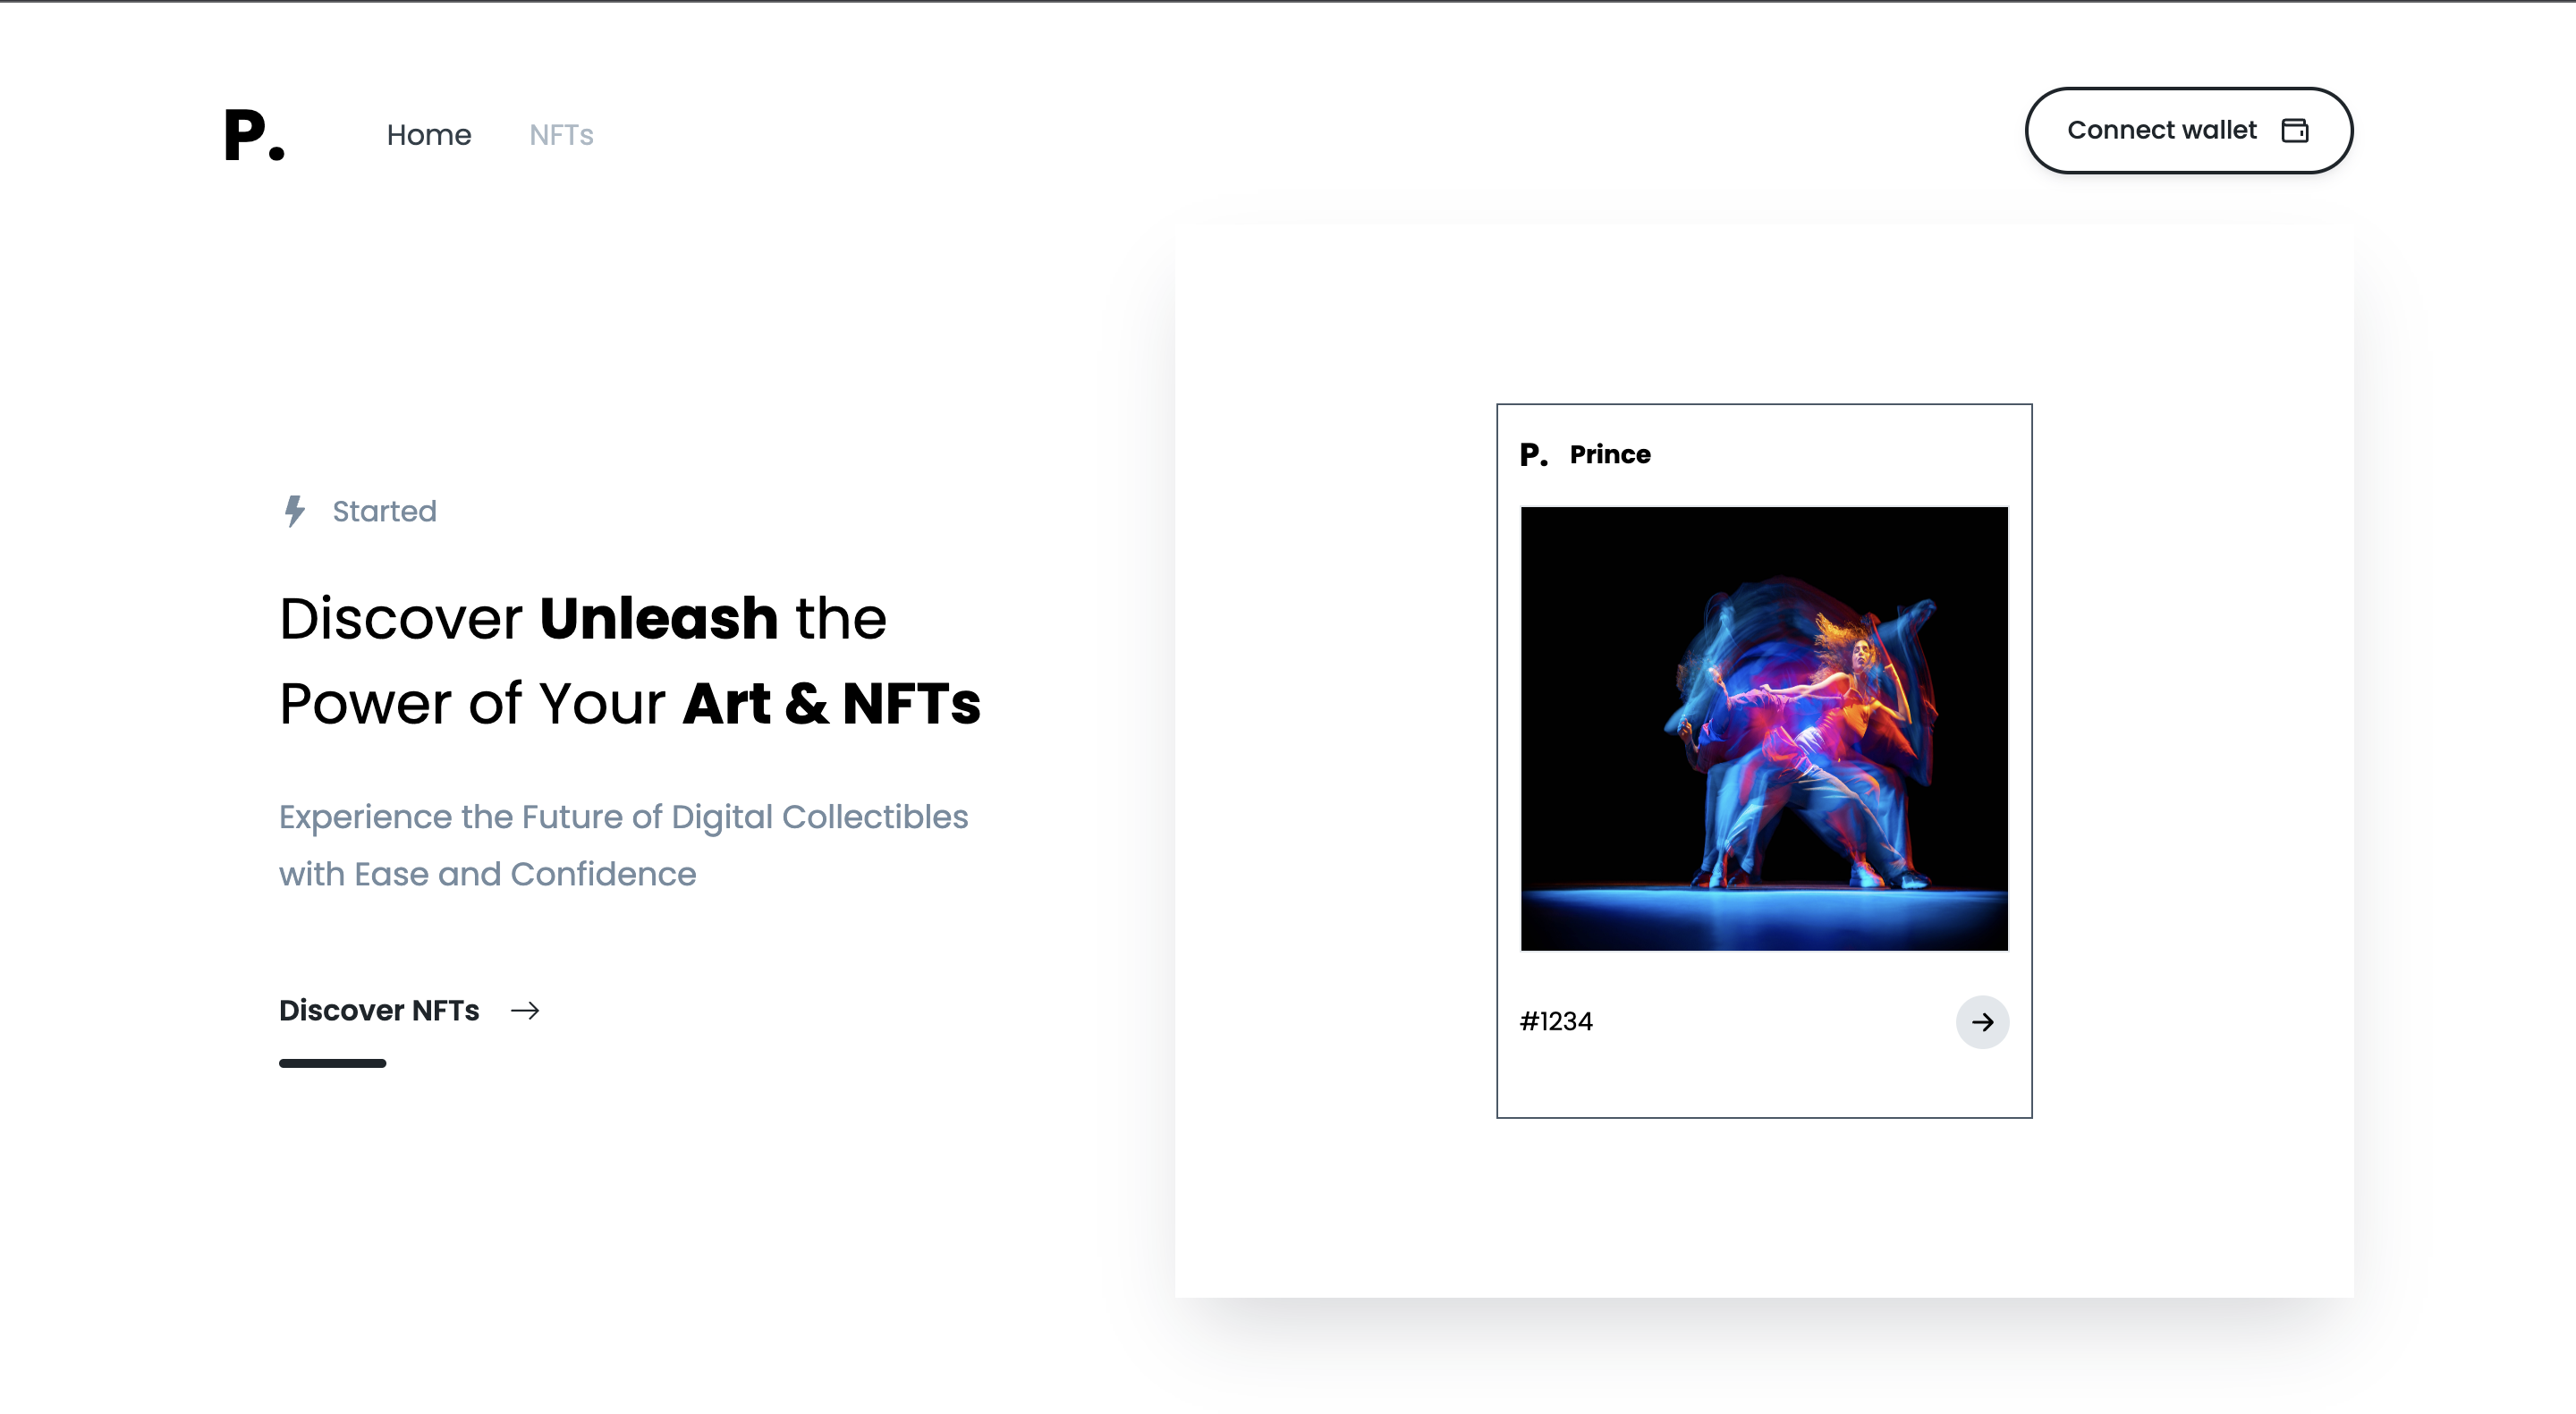 P.
Home
NFTs
Connect wallet
Started
Discover Unleash the
Power of Your Art & NFTs
Experience the Future of Digital Collectibles
with Ease and Confidence
Discover NFTs
P. Prince
#1234